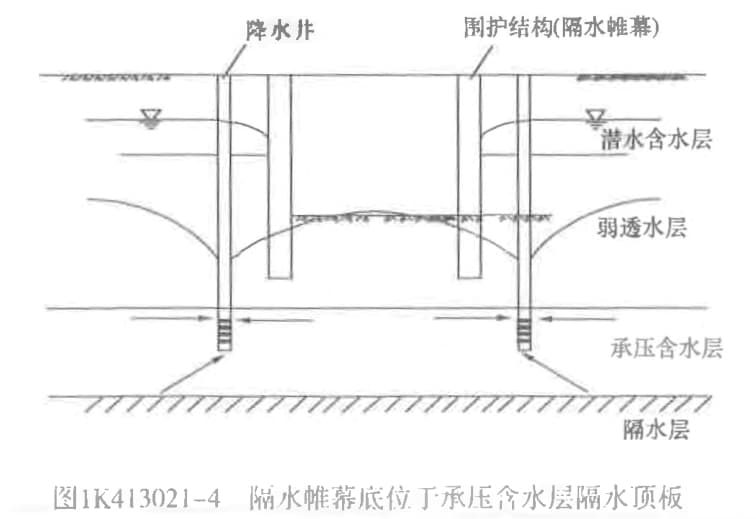 降水井
围护结构(隔水帷幕)
潜水含水层
弱透水层
承压含水层
隔水层
图1K413021-4 隔水帷幕底位于承压含水层隔水顶板